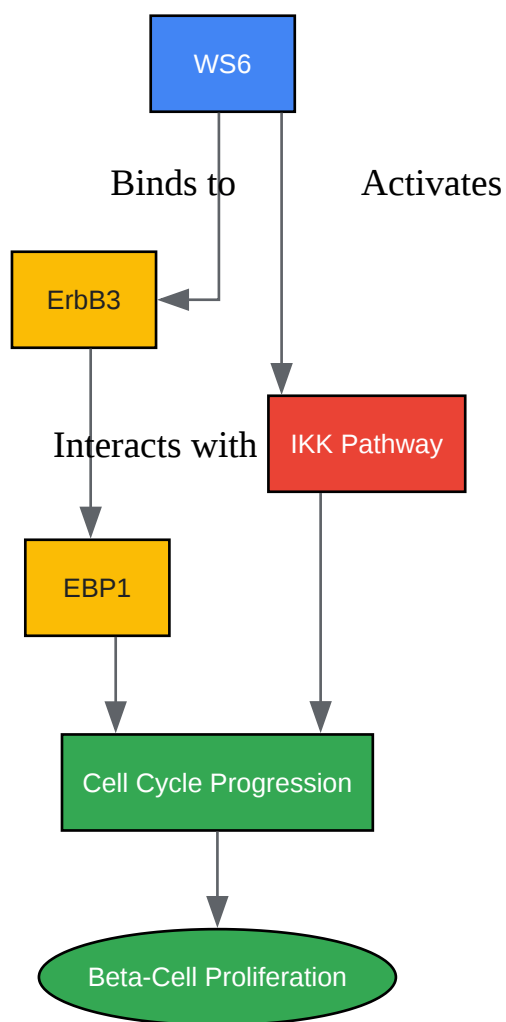 WS6
Binds to
Activates
ErbB3
Interacts with
IKK Pathway
EBP1
Cell Cycle Progression
Beta-Cell Proliferation